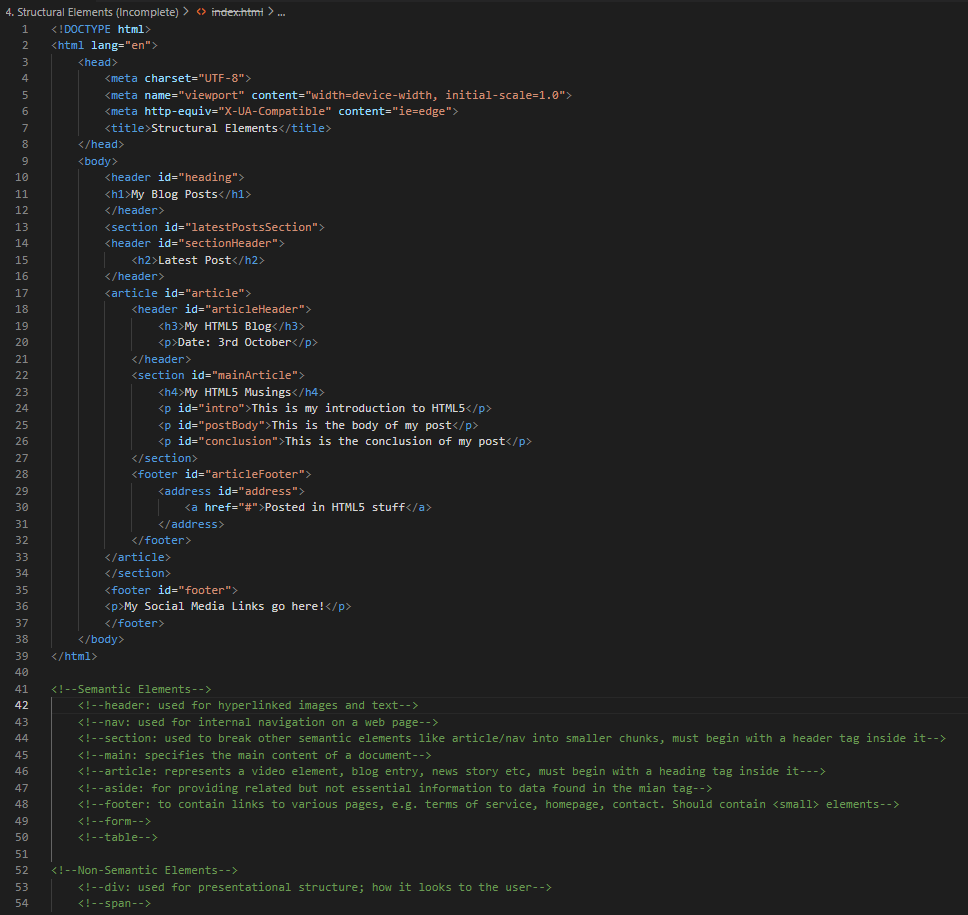 4. Structural Elements (Incomplete) > <> index.html > ...
1 <!DOCTYPE html>
2 <html lang="en">
3     <head>
4         <meta charset="UTF-8">
5         <meta name="viewport" content="width=device-width, initial-scale=1.0">
6         <meta http-equiv="X-UA-Compatible" content="ie=edge">
7         <title>Structural Elements</title>
8     </head>
9     <body>
10         <header id="heading">
11         <h1>My Blog Posts</h1>
12         </header>
13         <section id="latestPostsSection">
14         <header id="sectionHeader">
15             <h2>Latest Post</h2>
16         </header>
17         <article id="article">
18             <header id="articleHeader">
19                 <h3>My HTML5 Blog</h3>
20                 <p>Date: 3rd October</p>
21             </header>
22             <section id="mainArticle">
23                 <h4>My HTML5 Musings</h4>
24                 <p id="intro">This is my introduction to HTML5</p>
25                 <p id="postBody">This is the body of my post</p>
26                 <p id="conclusion">This is the conclusion of my post</p>
27             </section>
28             <footer id="articleFooter">
29                 <address id="address">
30                     <a href="#">Posted in HTML5 stuff</a>
31                 </address>
32             </footer>
33         </article>
34         </section>
35         <footer id="footer">
36         <p>My Social Media Links go here!</p>
37         </footer>
38     </body>
39 </html>
40
41 <!--Semantic Elements-->
42     <!--header: used for hyperlinked images and text-->
43     <!--nav: used for internal navigation on a web page-->
44     <!--section: used to break other semantic elements like article/nav into smaller chunks, must begin with a header tag inside it-->
45     <!--main: specifies the main content of a document-->
46     <!--article: represents a video element, blog entry, news story etc, must begin with a heading tag inside it--->
47     <!--aside: for providing related but not essential information to data found in the mian tag-->
48     <!--footer: to contain links to various pages, e.g. terms of service, homepage, contact. Should contain <small> elements-->
49     <!--form-->
50     <!--table-->
51
52 <!--Non-Semantic Elements-->
53     <!--div: used for presentational structure; how it looks to the user-->
54     <!--span-->